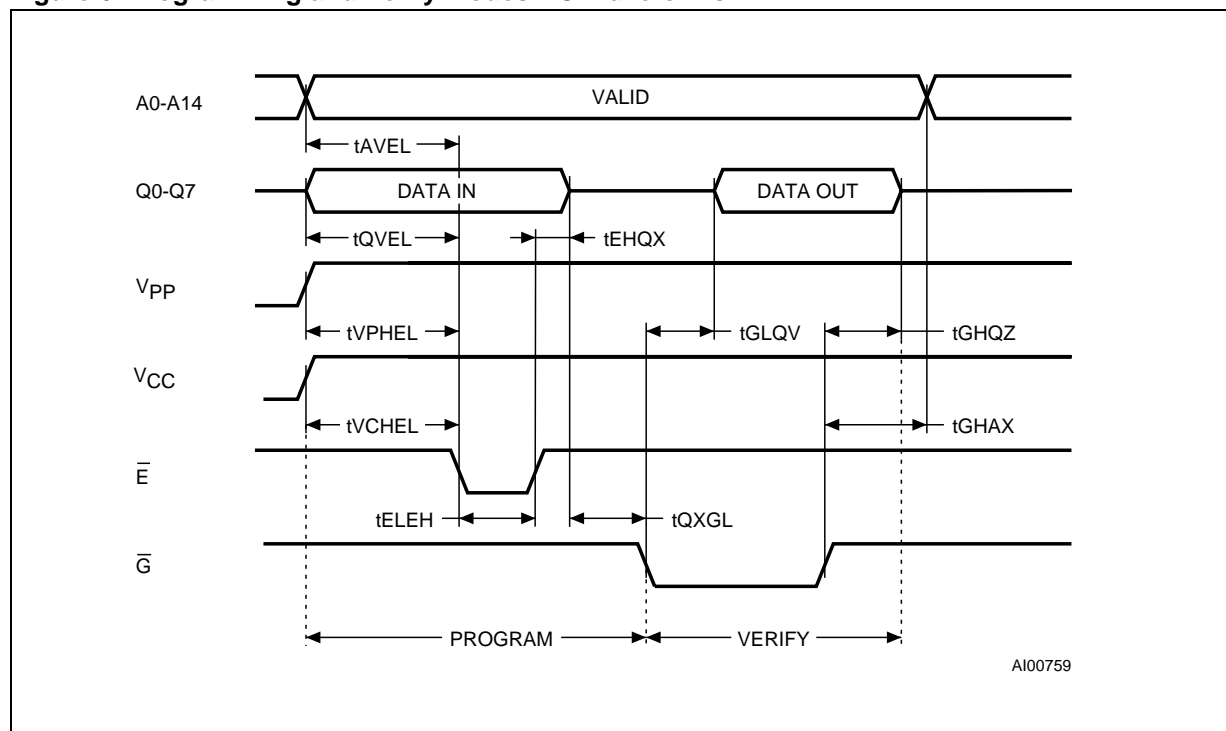 A0-A14
VALID
tAVEL
Q0-Q7
DATA IN
DATA OUT
tQVEL
tEHQX
VPP
tVPHEL
tGLQV
tGHQZ
VCC
tVCHEL
tGHAX
E̅
tELEH
tQXGL
G̅
PROGRAM
VERIFY
AI00759